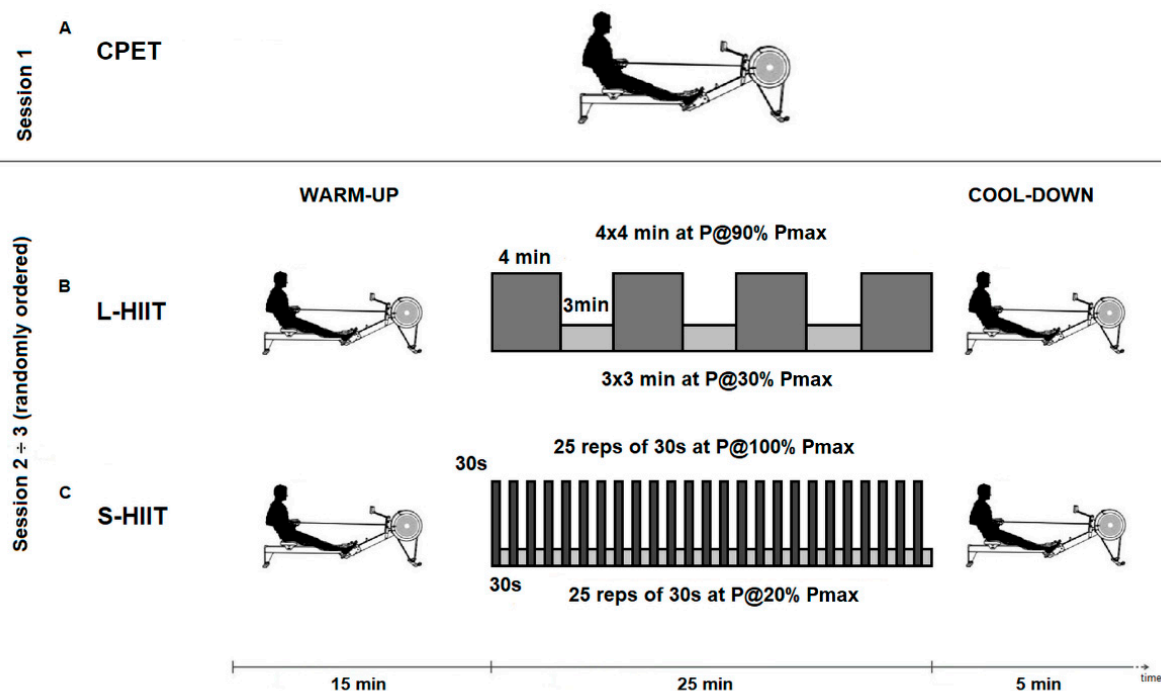 Session 1
A
CPET
WARM-UP
COOL-DOWN
Session 2 ÷ 3 (randomly ordered)
B
L-HIIT
4x4 min at P@90% Pmax
4 min
3min
3x3 min at P@30% Pmax
C
S-HIIT
25 reps of 30s at P@100% Pmax
30s
30s
25 reps of 30s at P@20% Pmax
15 min
25 min
5 min
time